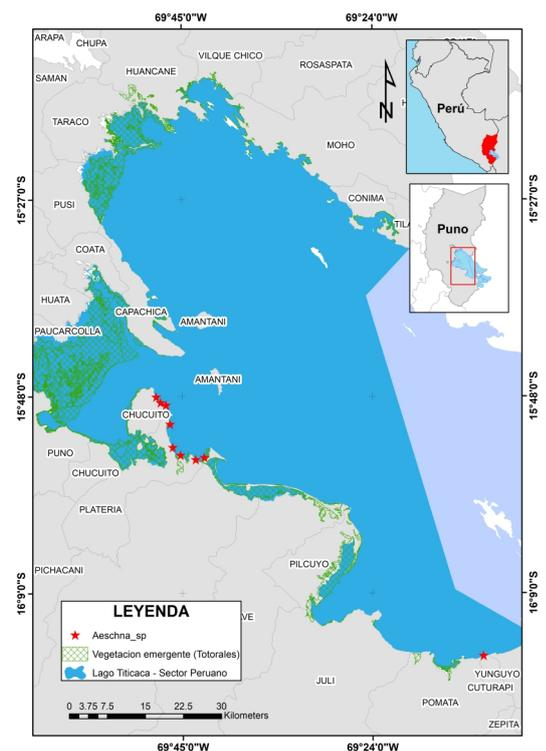 69°45'0"W
69°24'0"W
ARAPA
CHUPA
VILQUE CHICO
ROSASPATA
SAMAN
HUANCANE
TARACO
MOHO
Perú
N
PUSI
CONIMA
TILA
15°27'0"S
15°27'0"S
Puno
COATA
HUATA
CAPACHICA
AMANTANI
PAUCARCOLLA
AMANTANI
15°48'0"S
15°48'0"S
CHUCUITO
PUNO
CHUCUITO
PLATERIA
PICHACANI
PILCUYO
16°9'0"S
16°9'0"S
LEYENDA
Aeschna_sp
Vegetacion emergente (Totorales)
Lago Titicaca - Sector Peruano
VE
JULI
YUNGUYO
CUTURAPI
POMATA
ZEPITA
0 3.75 7.5 15 22.5 30
Kilometers
69°45'0"W
69°24'0"W